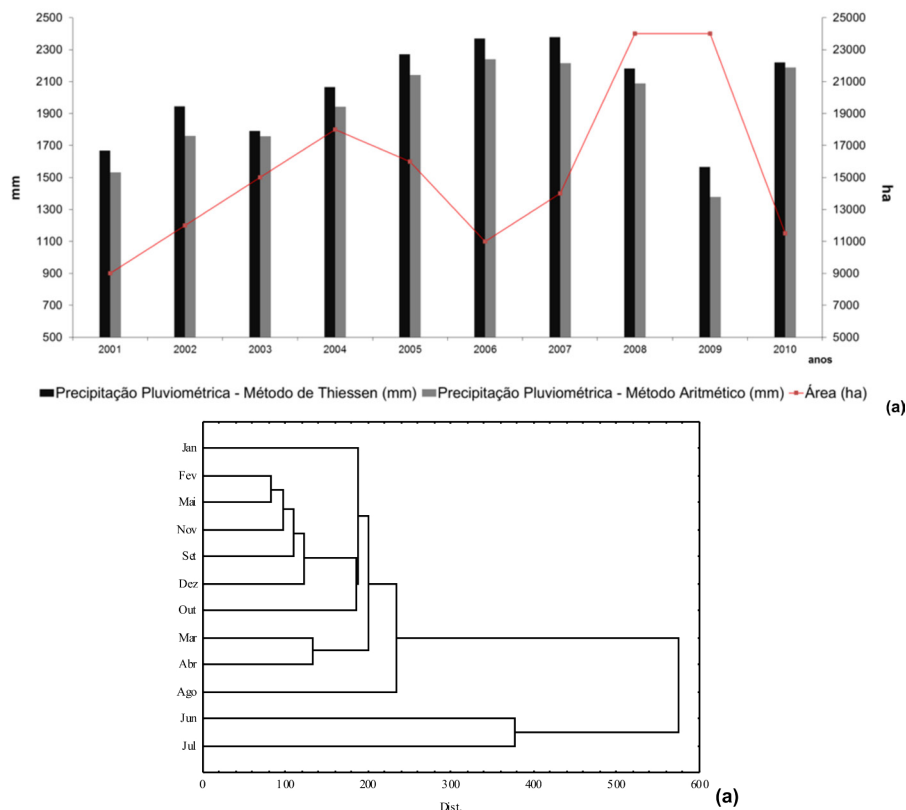 2500
2300
2100
1900
1700
1500
1300
1100
900
700
500
mm
25000
23000
21000
19000
17000
15000
13000
11000
9000
7000
5000
ha
2001 2002 2003 2004 2005 2006 2007 2008 2009 2010
anos
Precipitação Pluviométrica - Método de Thiessen (mm) Precipitação Pluviométrica - Método Aritmético (mm) Área (ha)
(a)
Jan
Fev
Mai
Nov
Set
Dez
Out
Mar
Abr
Ago
Jun
Jul
0 100 200 300 400 500 600
Dist.
(a)